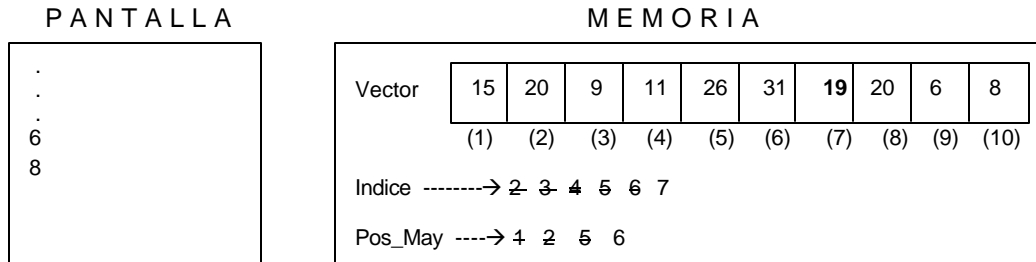 PANTALLA
MEMORIA
.
.
.
6
8
Vector 15 20 9 11 26 31 19 20 6 8
(1) (2) (3) (4) (5) (6) (7) (8) (9) (10)
Indice --------→ 2 3 4 5 6 7
Pos_May ----→ 1 2 5 6